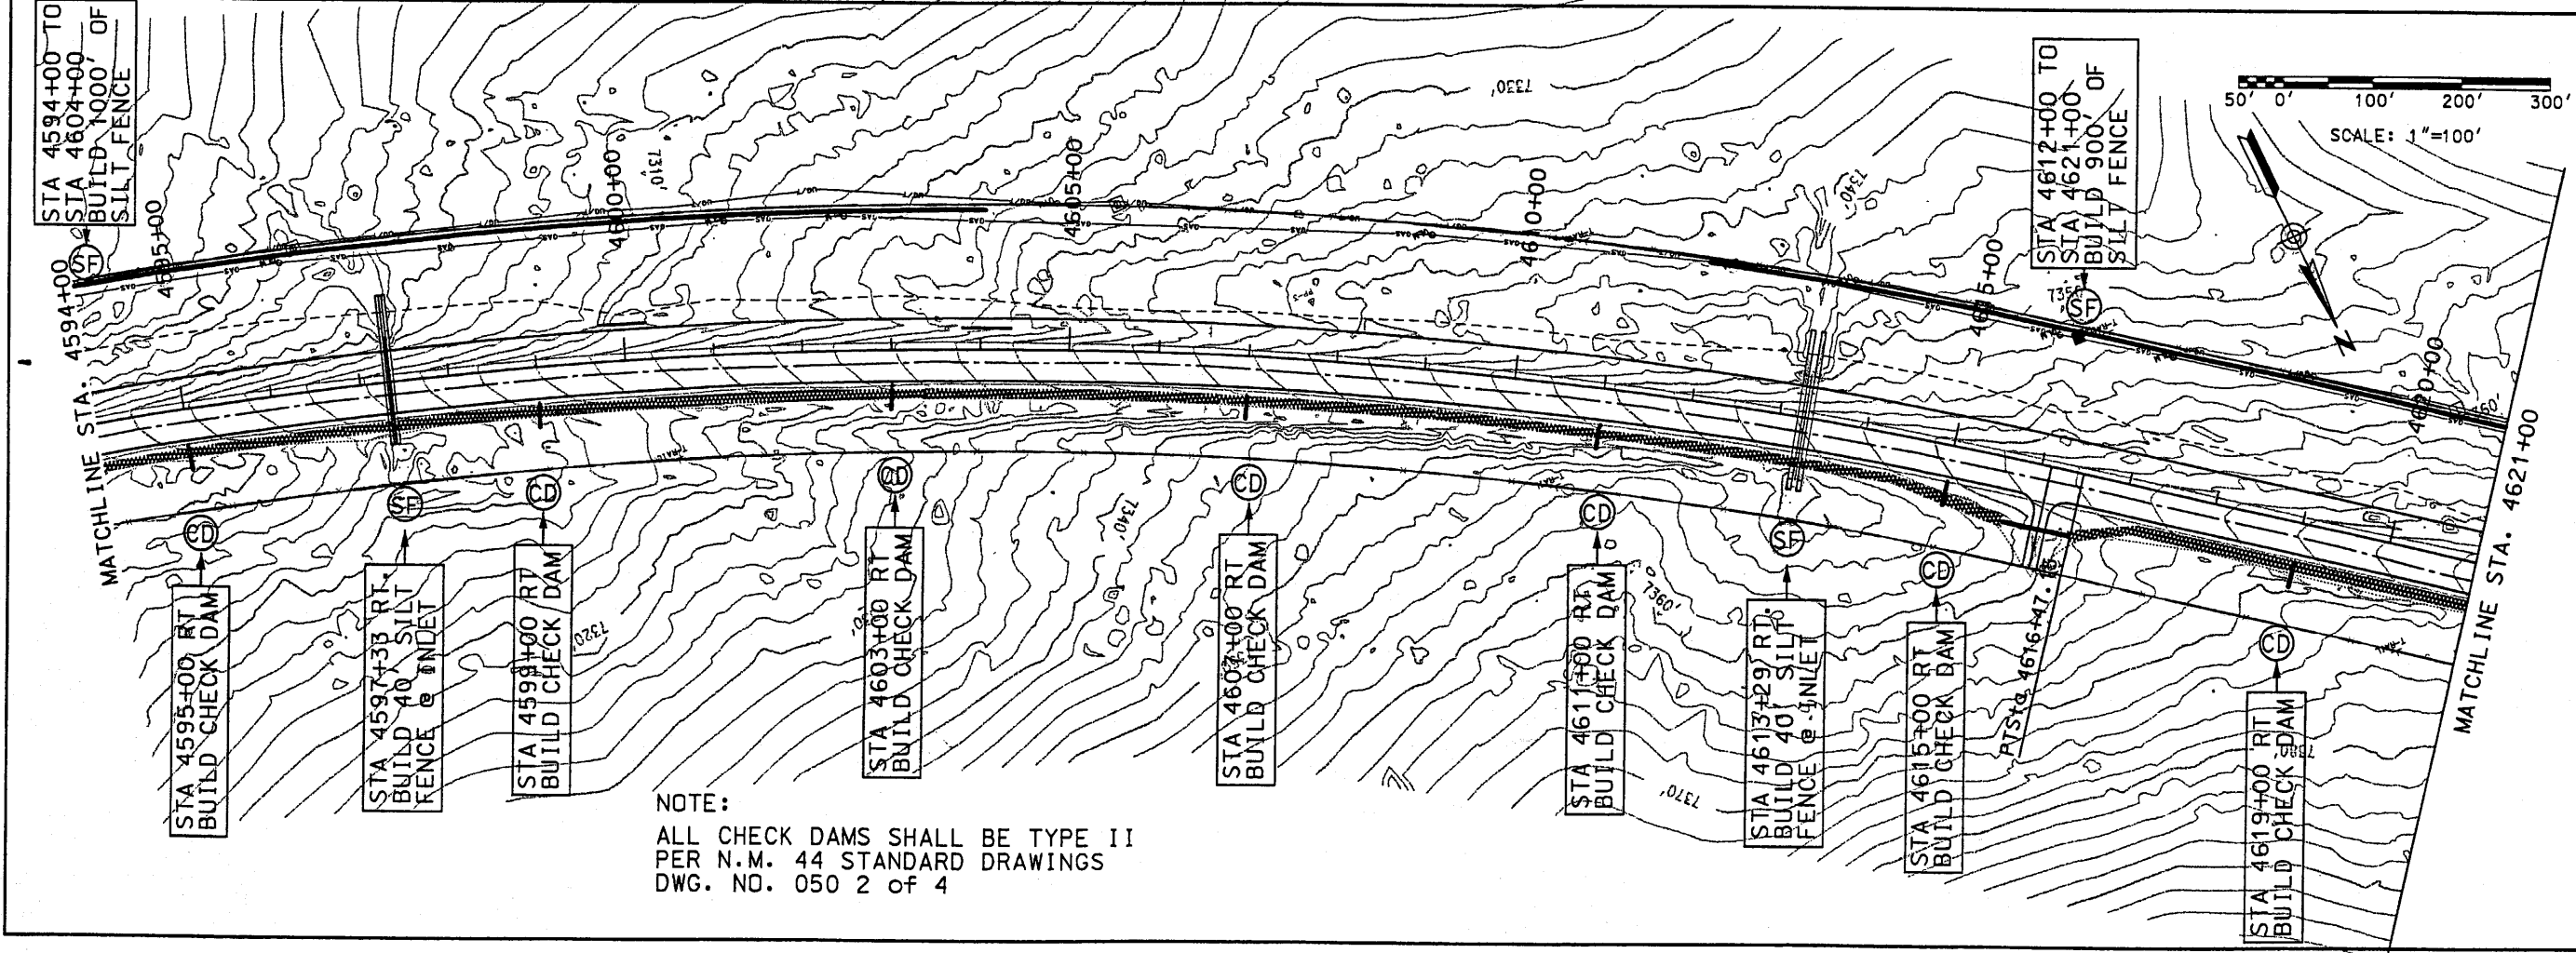 STA 4594+00 TO
STA 4604+00
BUILD 1000' OF
SILT FENCE
SF
4595+00
4600+00
7310'
4605+00
7330'
4610+00
7340'
STA 4612+00 TO
STA 4621+00
BUILD 900' OF
SILT FENCE
SF
4615+00
4620+00
50' 0' 100' 200' 300'
SCALE: 1"=100'
N
MATCHLINE STA. 4594+00
MATCHLINE STA. 4621+00
CD
STA 4595+00 RT
BUILD CHECK DAM
SF
STA 4597+33 RT.
BUILD 40' SILT
FENCE @ INLET
CD
STA 4599+00 RT
BUILD CHECK DAM
7320'
CD
STA 4603+00 RT
BUILD CHECK DAM
7340'
CD
STA 4607+00 RT
BUILD CHECK DAM
CD
STA 4611+00 RT
BUILD CHECK DAM
7360'
7370'
SF
STA 4613+29 RT.
BUILD 40' SILT
FENCE @ INLET
CD
STA 4615+00 RT
BUILD CHECK DAM
PTSta 4616+47.
CD
STA 4619+00 RT
BUILD CHECK DAM
7380'
NOTE:
ALL CHECK DAMS SHALL BE TYPE II
PER N.M. 44 STANDARD DRAWINGS
DWG. NO. 050 2 of 4